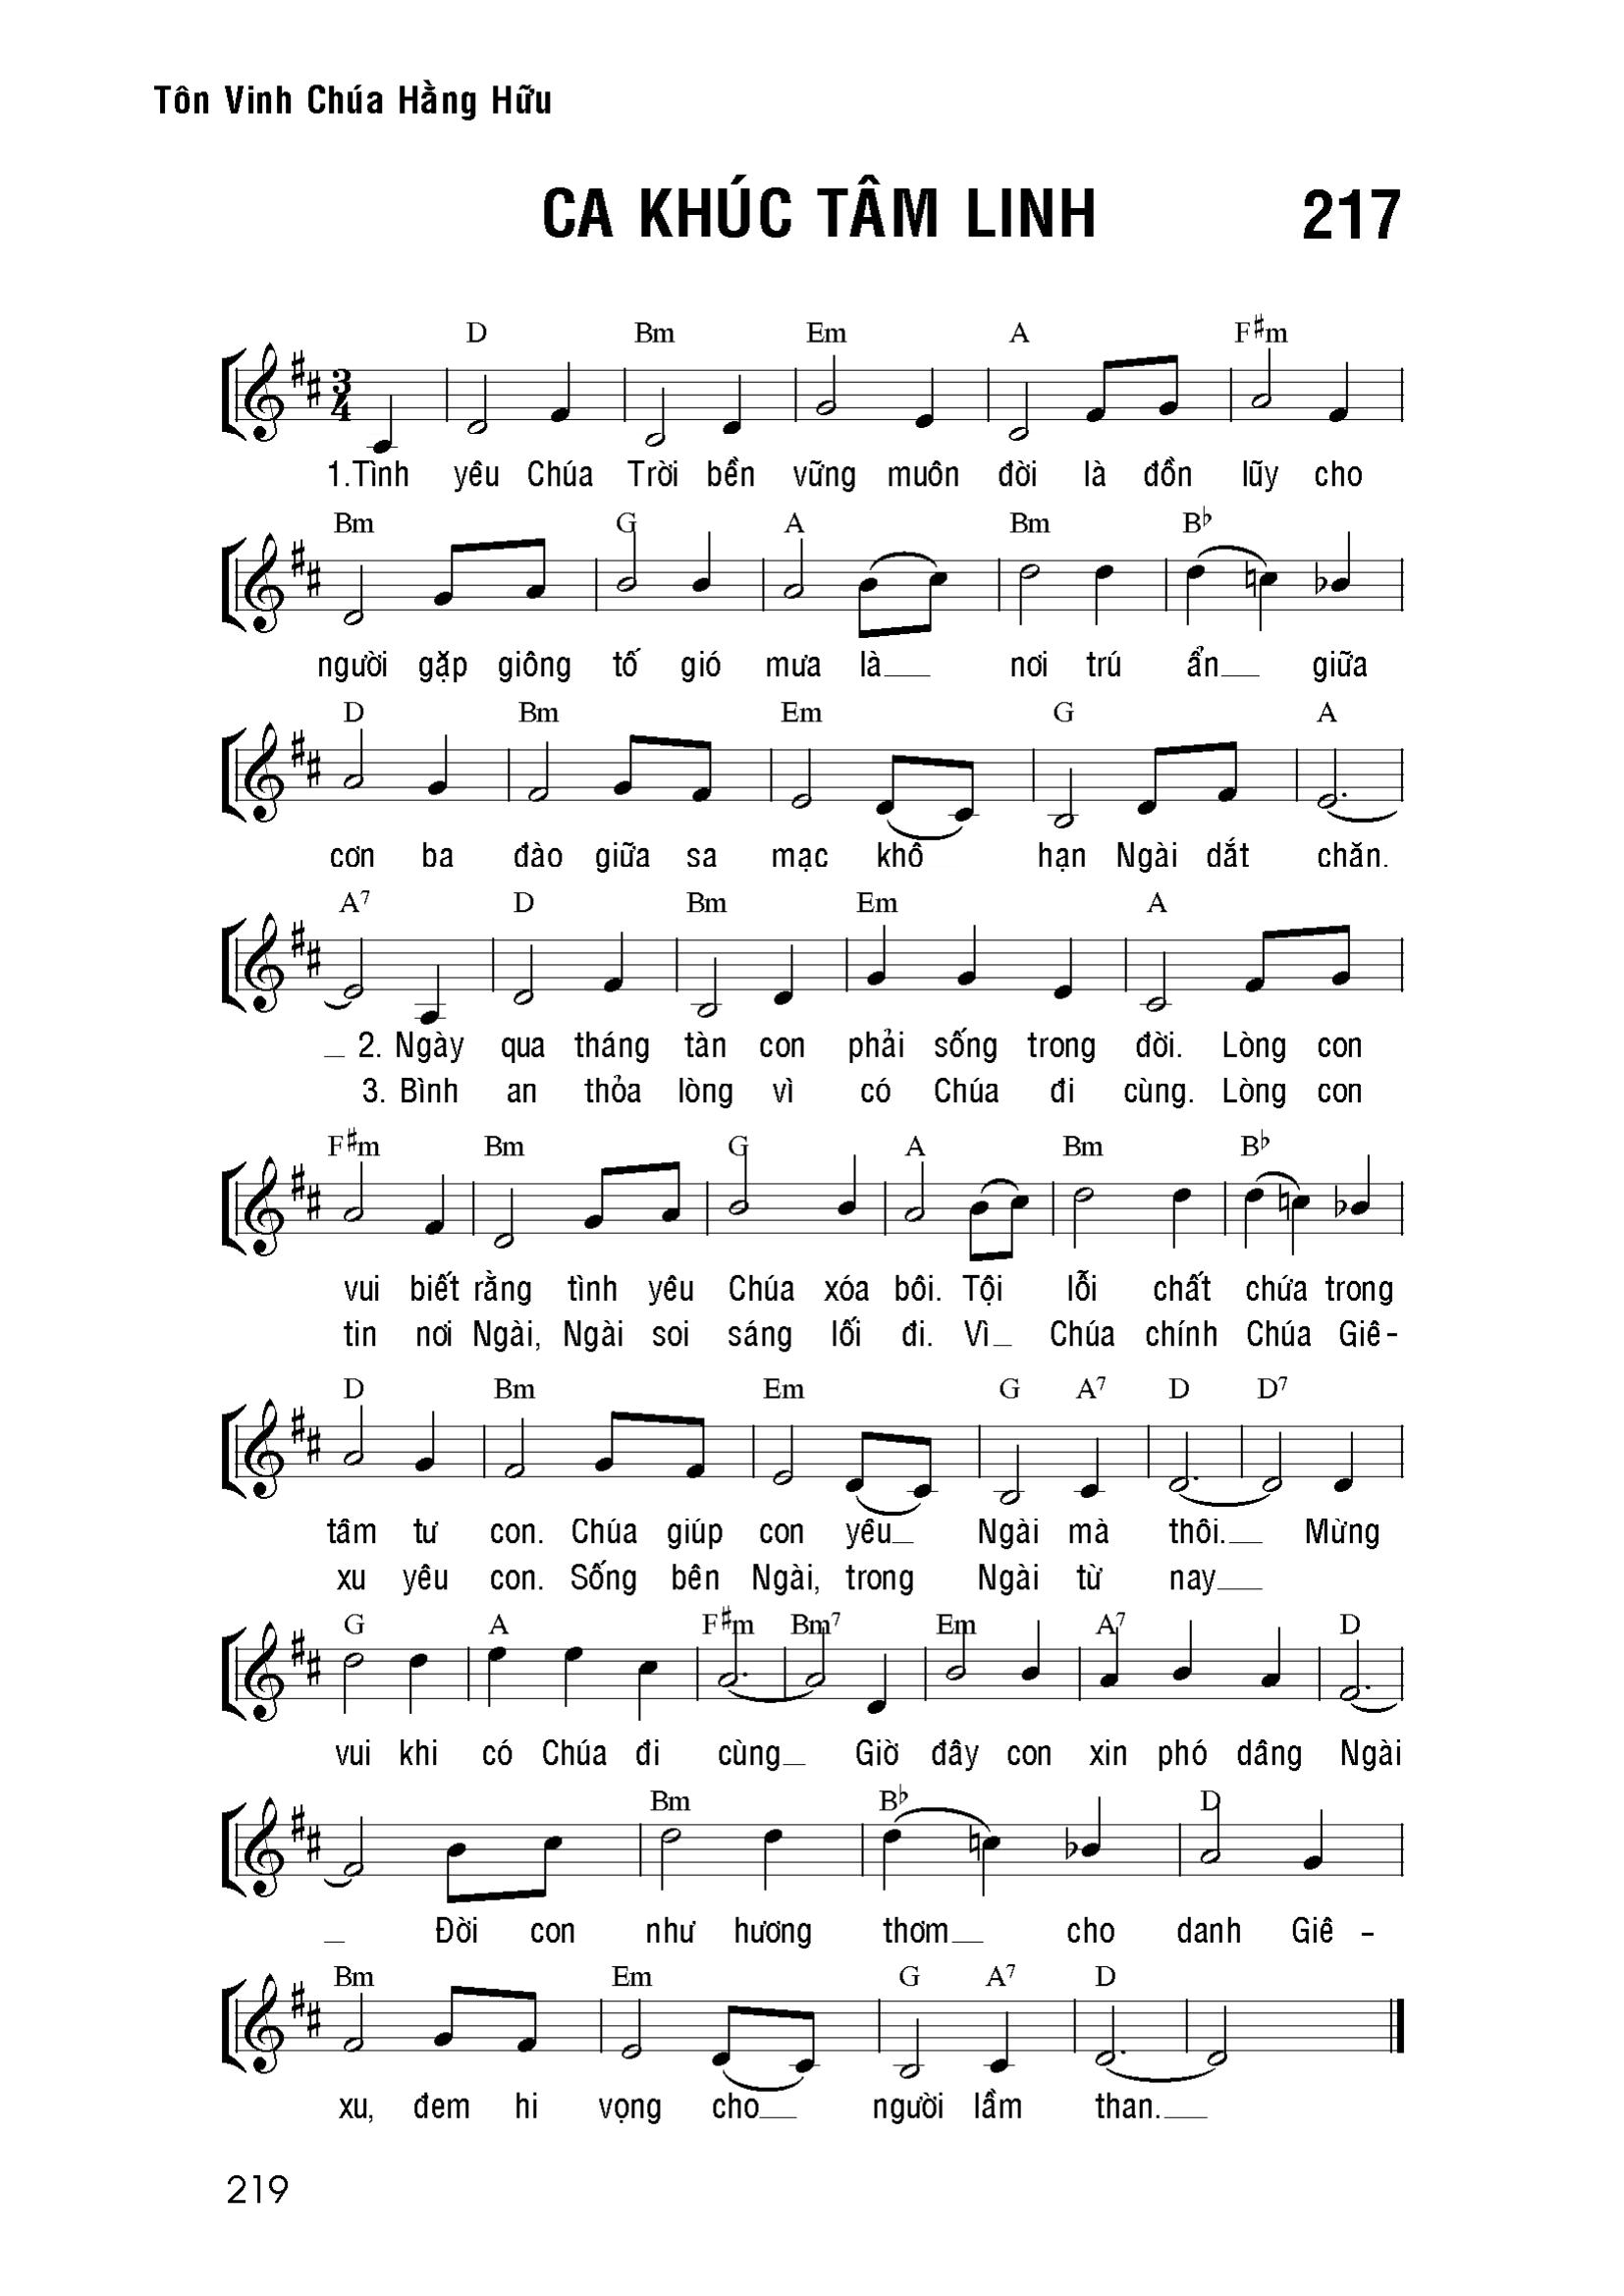 Tôn Vinh Chúa Hằng Hữu
CA KHÚC TÂM LINH 217
D Bm Em A F♯m
3
4
1.Tình yêu Chúa Trời bền vững muôn đời là đồn lũy cho
Bm G A Bm B♭
người gặp giông tố gió mưa là__ nơi trú ẩn__ giữa
D Bm Em G A
cơn ba đào giữa sa mạc khô hạn Ngài dắt chăn.
A7 D Bm Em A
_ 2. Ngày qua tháng tàn con phải sống trong đời. Lòng con
3. Bình an thỏa lòng vì có Chúa đi cùng. Lòng con
F♯m Bm G A Bm B♭
vui biết rằng tình yêu Chúa xóa bôi. Tội lỗi chất chứa trong
tin nơi Ngài, Ngài soi sáng lối đi. Vì_ Chúa chính Chúa Giê-
D Bm Em G A7 D D7
tâm tư con. Chúa giúp con yêu_ Ngài mà thôi.__ Mừng
xu yêu con. Sống bên Ngài, trong Ngài từ nay__
G A F♯m Bm7 Em A7 D
vui khi có Chúa đi cùng_ Giờ đây con xin phó dâng Ngài
Bm B♭ D
_ Đời con như hương thơm__ cho danh Giê -
Bm Em G A7 D
xu, đem hi vọng cho__ người lầm than.__
219